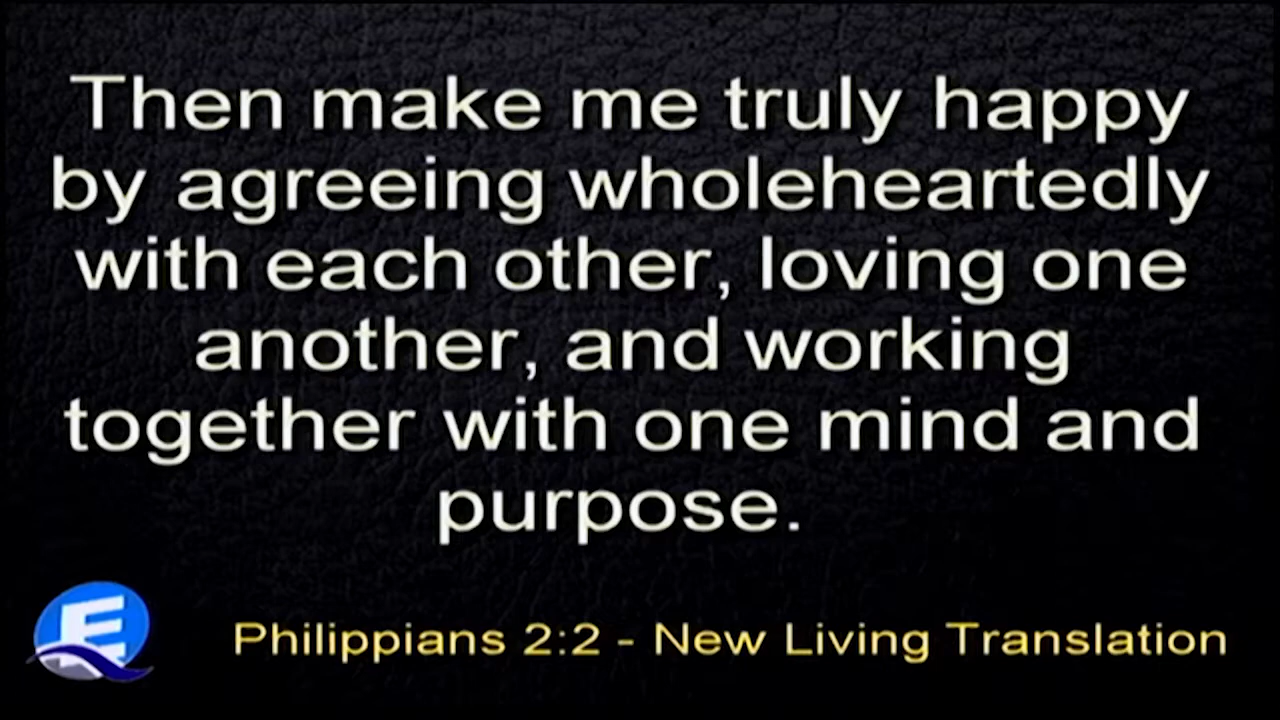 Then make me truly happy
by agreeing wholeheartedly
with each other, loving one
another, and working
together with one mind and
purpose.
E
Philippians 2:2 - New Living Translation